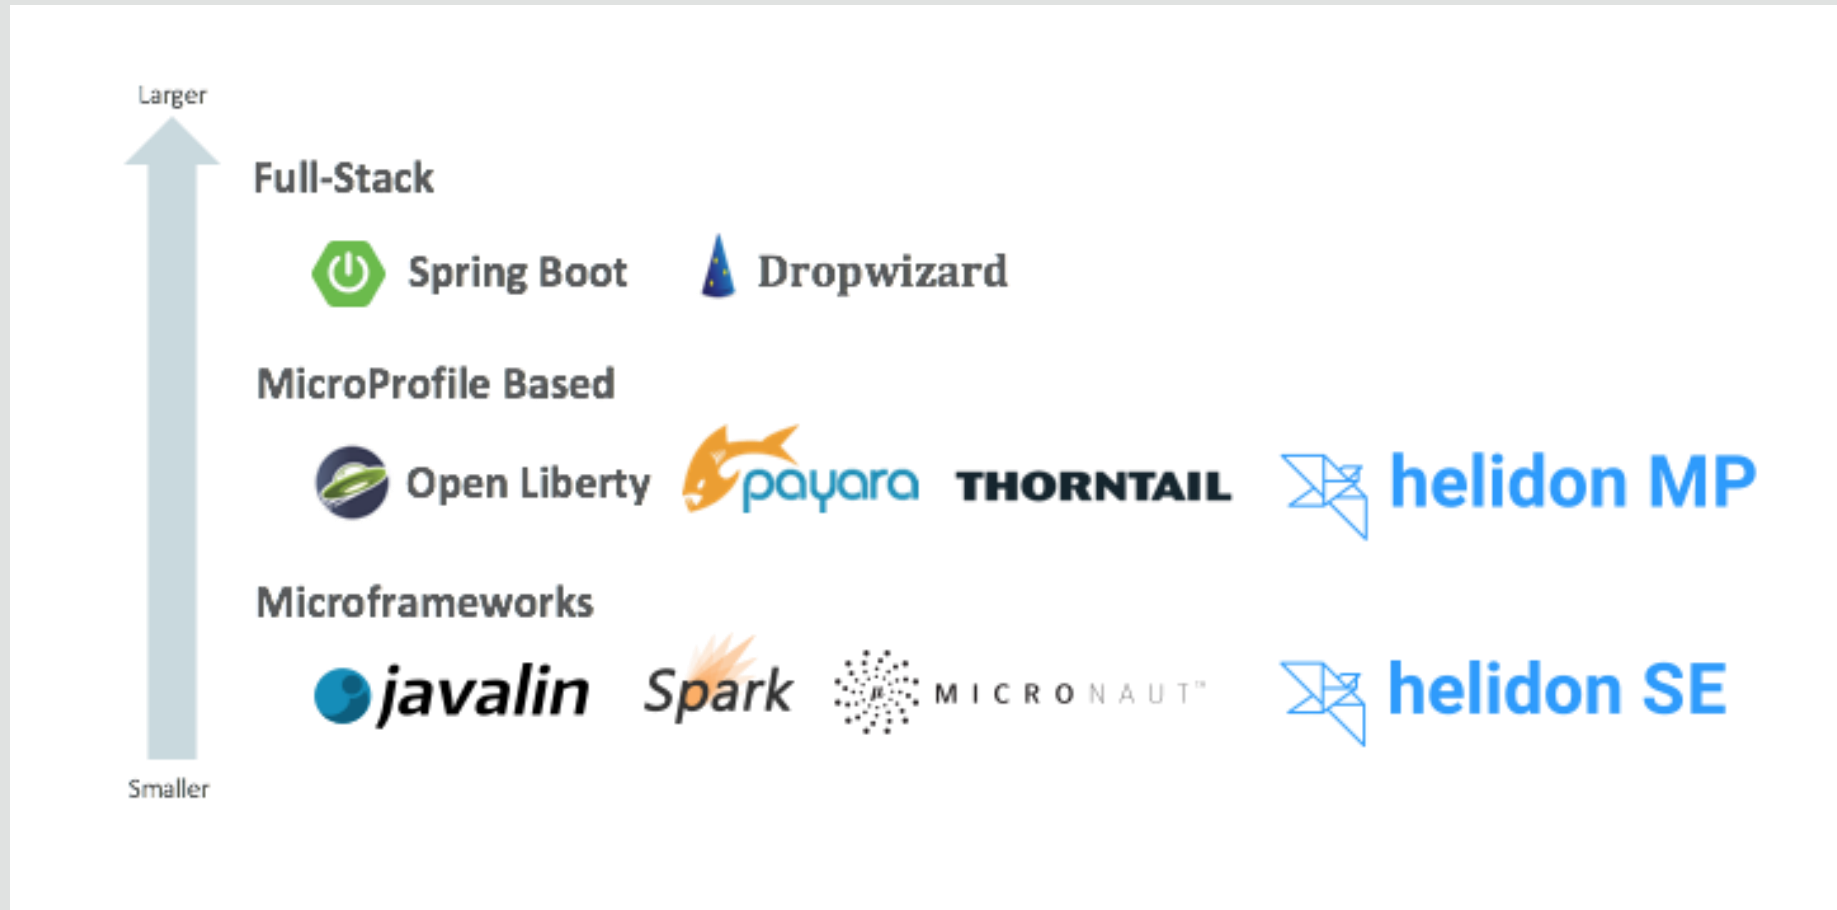 Larger
Full-Stack
Spring Boot Dropwizard
MicroProfile Based
Open Liberty payara THORNTAIL helidon MP
Microframeworks
javalin Spark µ MICRONAUT™ helidon SE
Smaller